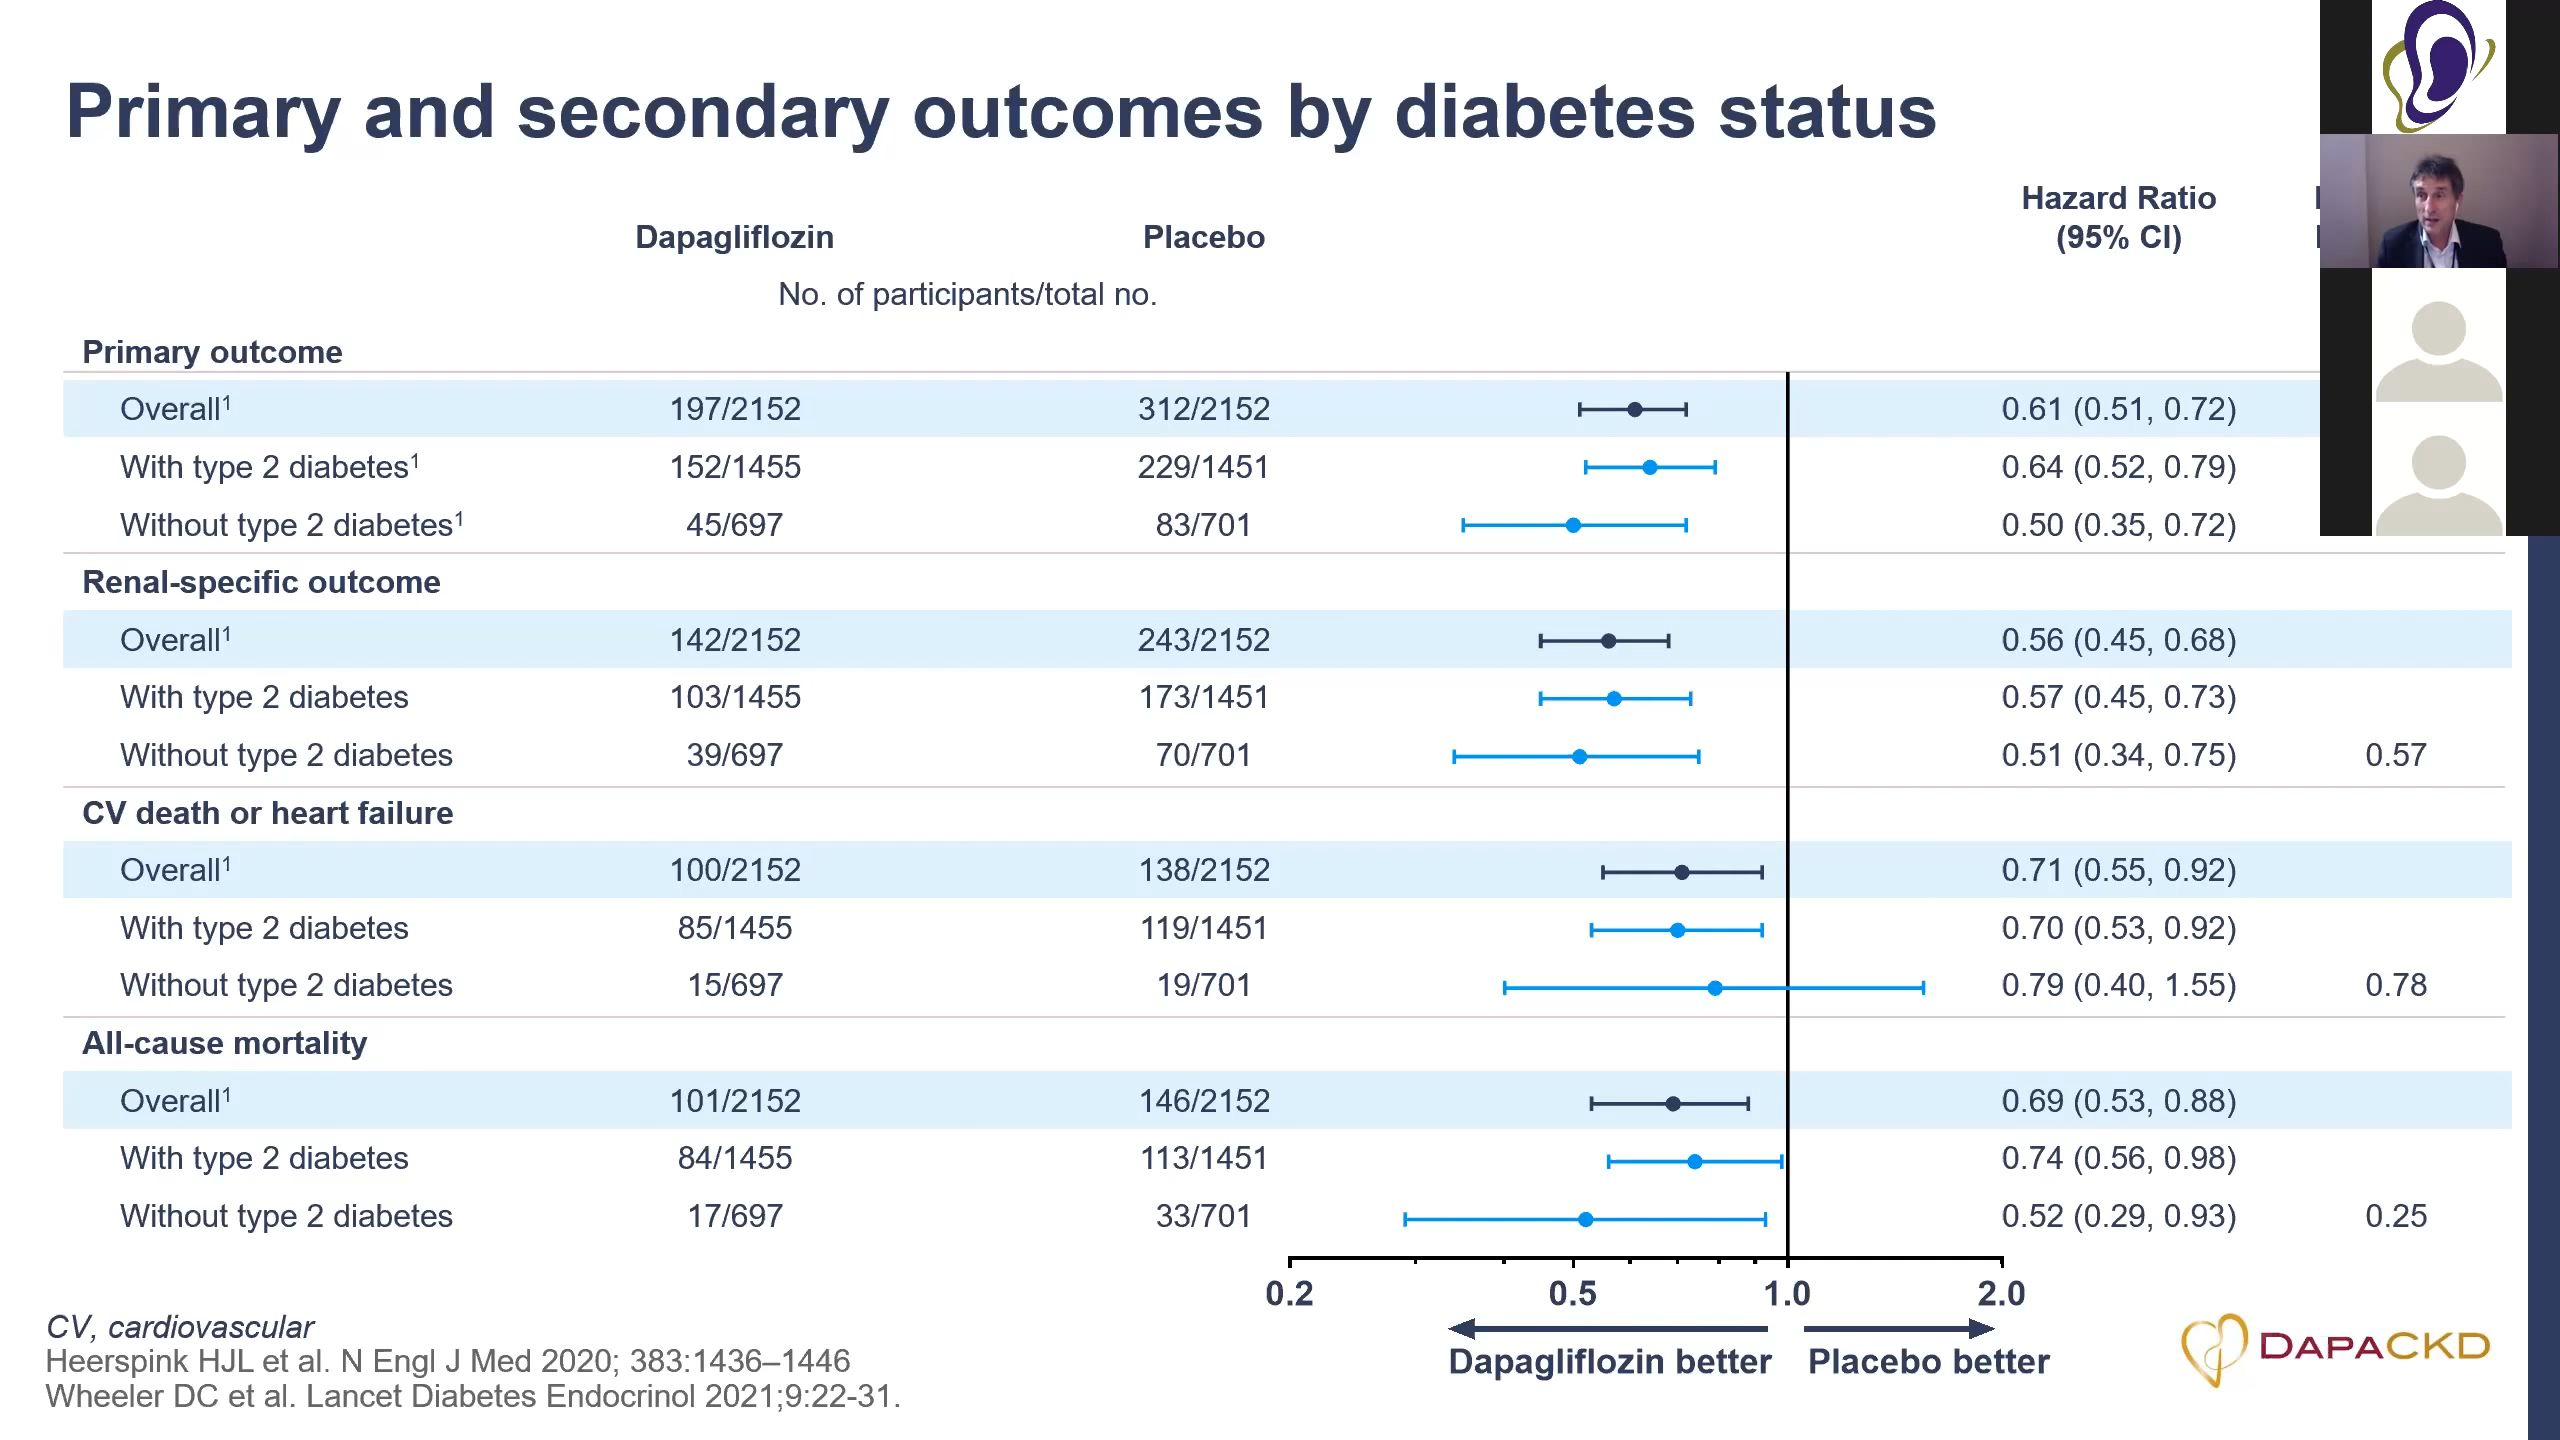 Primary and secondary outcomes by diabetes status
Dapagliflozin Placebo Hazard Ratio (95% CI)
No. of participants/total no.
Primary outcome
Overall¹ 197/2152 312/2152 0.61 (0.51, 0.72)
With type 2 diabetes¹ 152/1455 229/1451 0.64 (0.52, 0.79)
Without type 2 diabetes¹ 45/697 83/701 0.50 (0.35, 0.72)
Renal-specific outcome
Overall¹ 142/2152 243/2152 0.56 (0.45, 0.68)
With type 2 diabetes 103/1455 173/1451 0.57 (0.45, 0.73)
Without type 2 diabetes 39/697 70/701 0.51 (0.34, 0.75) 0.57
CV death or heart failure
Overall¹ 100/2152 138/2152 0.71 (0.55, 0.92)
With type 2 diabetes 85/1455 119/1451 0.70 (0.53, 0.92)
Without type 2 diabetes 15/697 19/701 0.79 (0.40, 1.55) 0.78
All-cause mortality
Overall¹ 101/2152 146/2152 0.69 (0.53, 0.88)
With type 2 diabetes 84/1455 113/1451 0.74 (0.56, 0.98)
Without type 2 diabetes 17/697 33/701 0.52 (0.29, 0.93) 0.25
0.2 0.5 1.0 2.0
Dapagliflozin better Placebo better
CV, cardiovascular
Heerspink HJL et al. N Engl J Med 2020; 383:1436–1446
Wheeler DC et al. Lancet Diabetes Endocrinol 2021;9:22-31.
DAPACKD